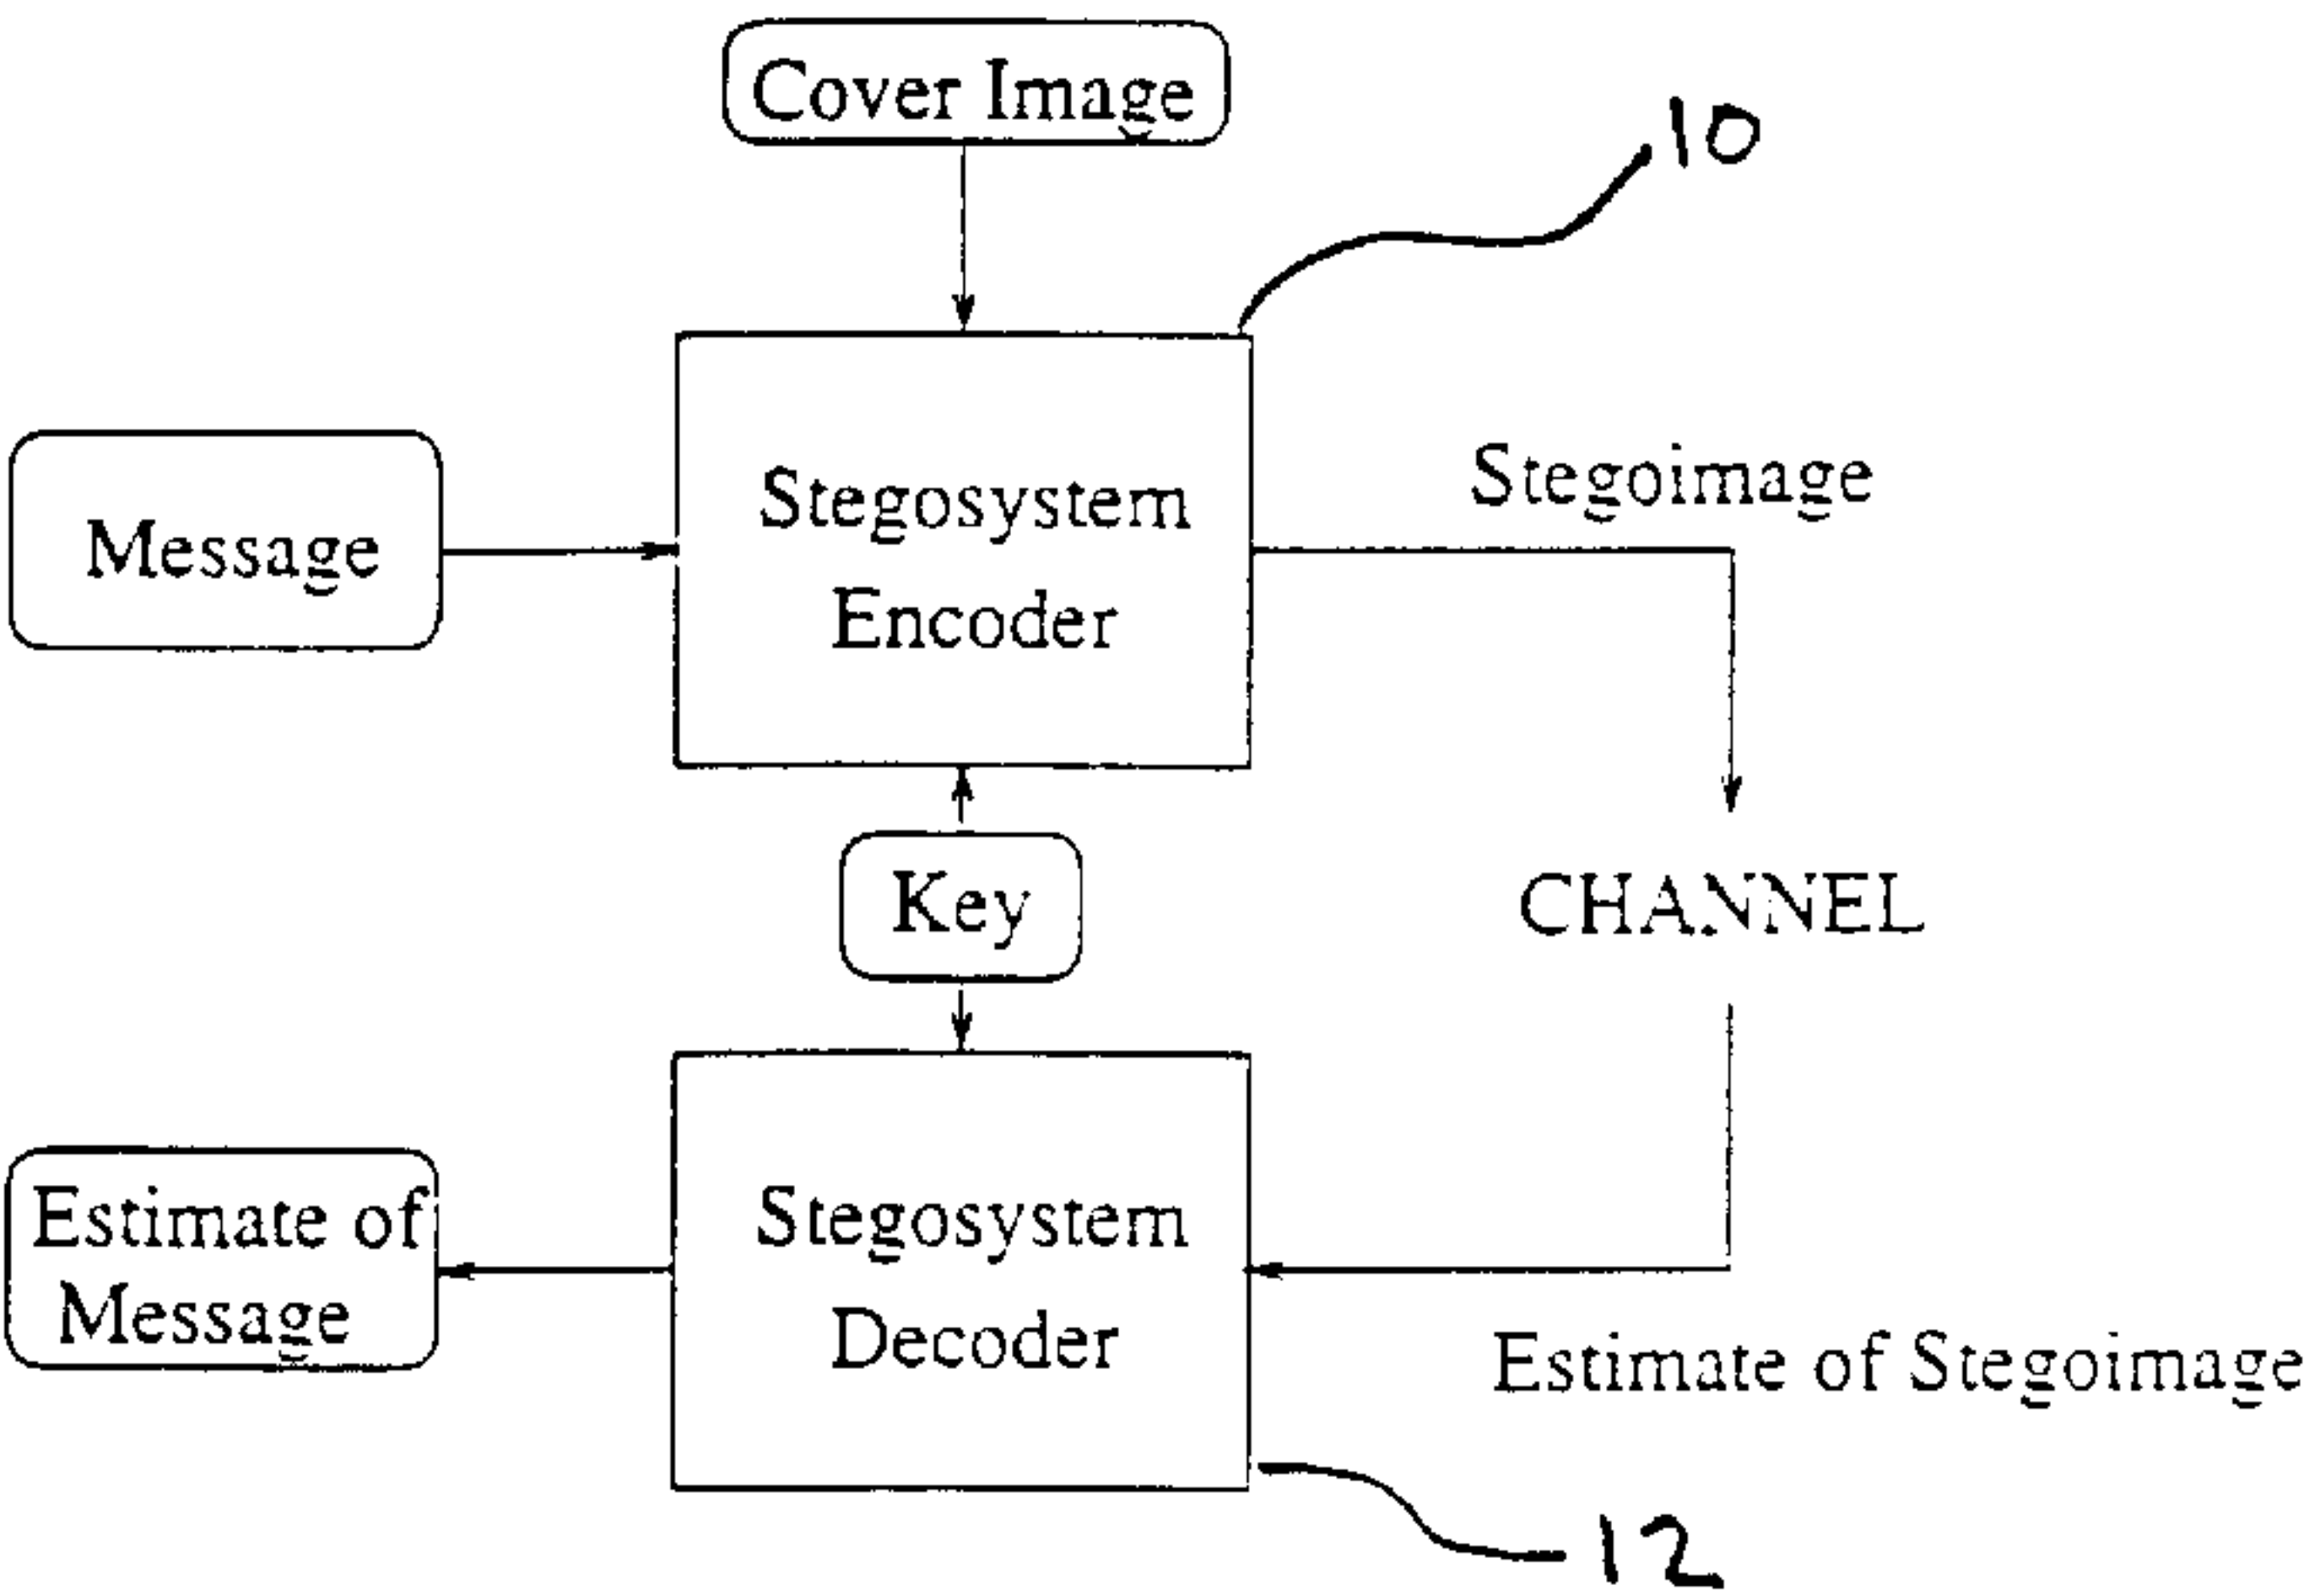 Cover Image
10
Stegosystem
Encoder
Message
Stegoimage
Key
CHANNEL
Stegosystem
Decoder
Estimate of
Message
Estimate of Stegoimage
12